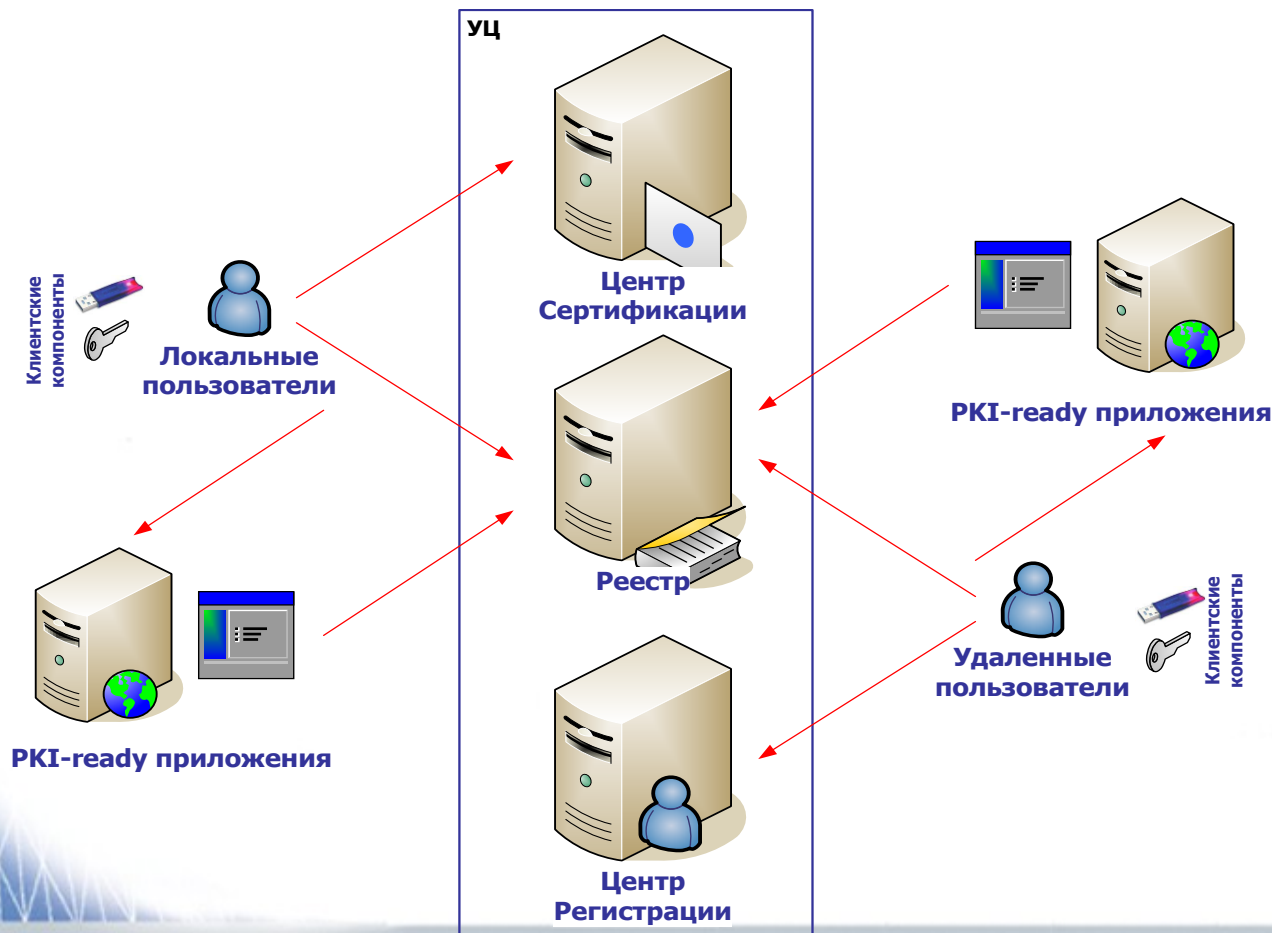 УЦ
Центр
Сертификации
Клиентские
компоненты
Локальные
пользователи
PKI-ready приложения
Реестр
Удаленные
пользователи
Клиентские
компоненты
PKI-ready приложения
Центр
Регистрации